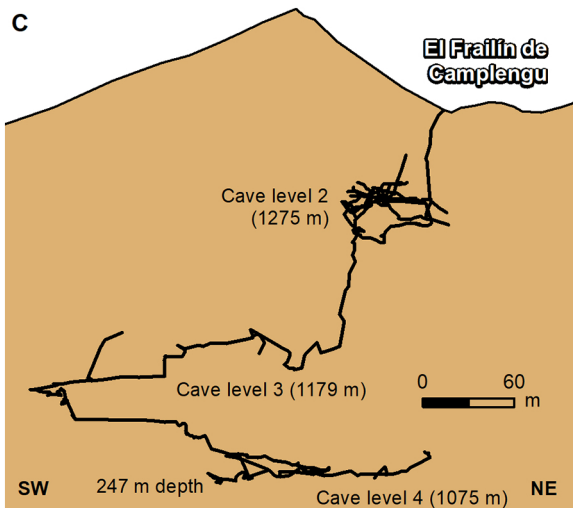 C
El Frailín de
Camplengu
Cave level 2
(1275 m)
Cave level 3 (1179 m)
0 60
m
247 m depth
SW
Cave level 4 (1075 m)
NE